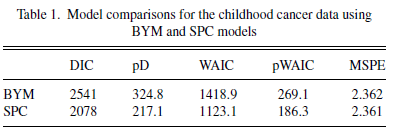 Table 1. Model comparisons for the childhood cancer data using
BYM and SPC models
DIC pD WAIC pWAIC MSPE
BYM 2541 324.8 1418.9 269.1 2.362
SPC 2078 217.1 1123.1 186.3 2.361